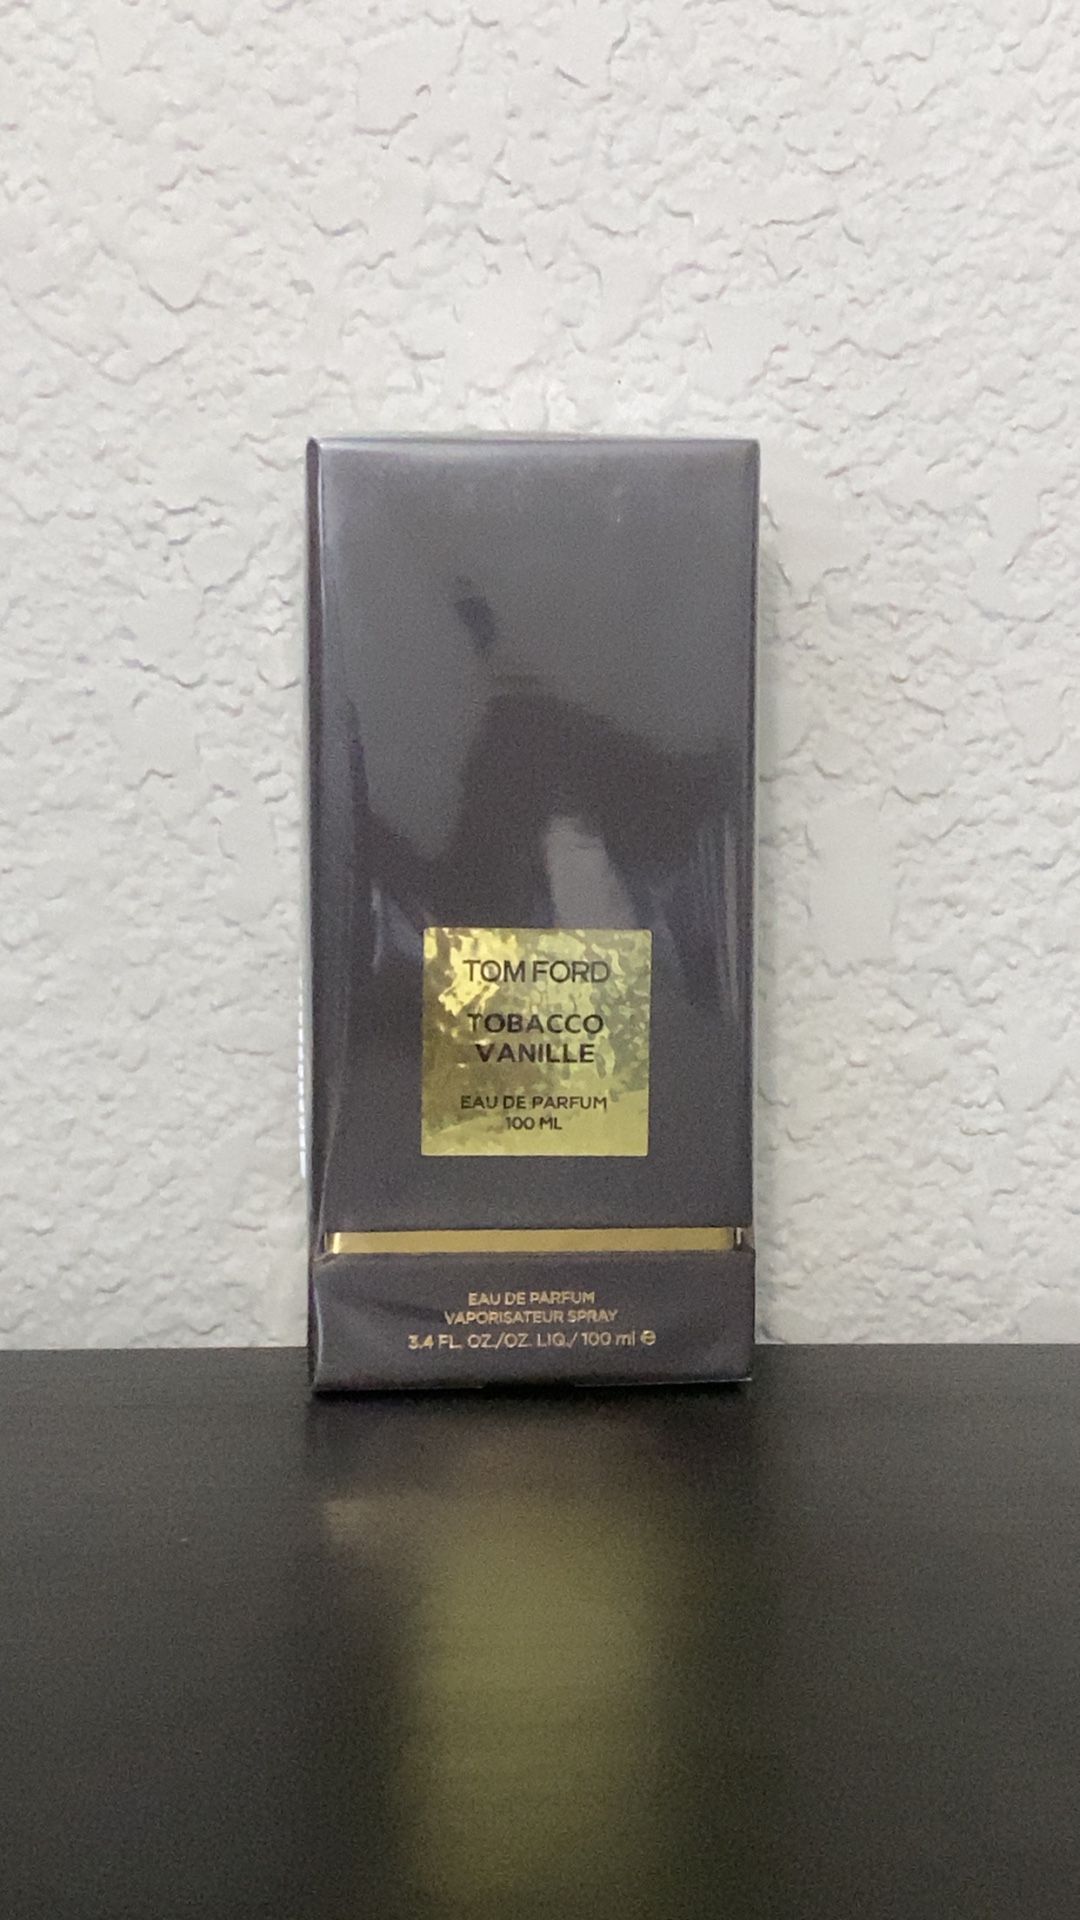 TOM FORD
TOBACCO
VANILLE
EAU DE PARFUM
100 ML
EAU DE PARFUM
VAPORISATEUR SPRAY
3.4 FL. OZ./OZ. LIQ./ 100 ml ℮